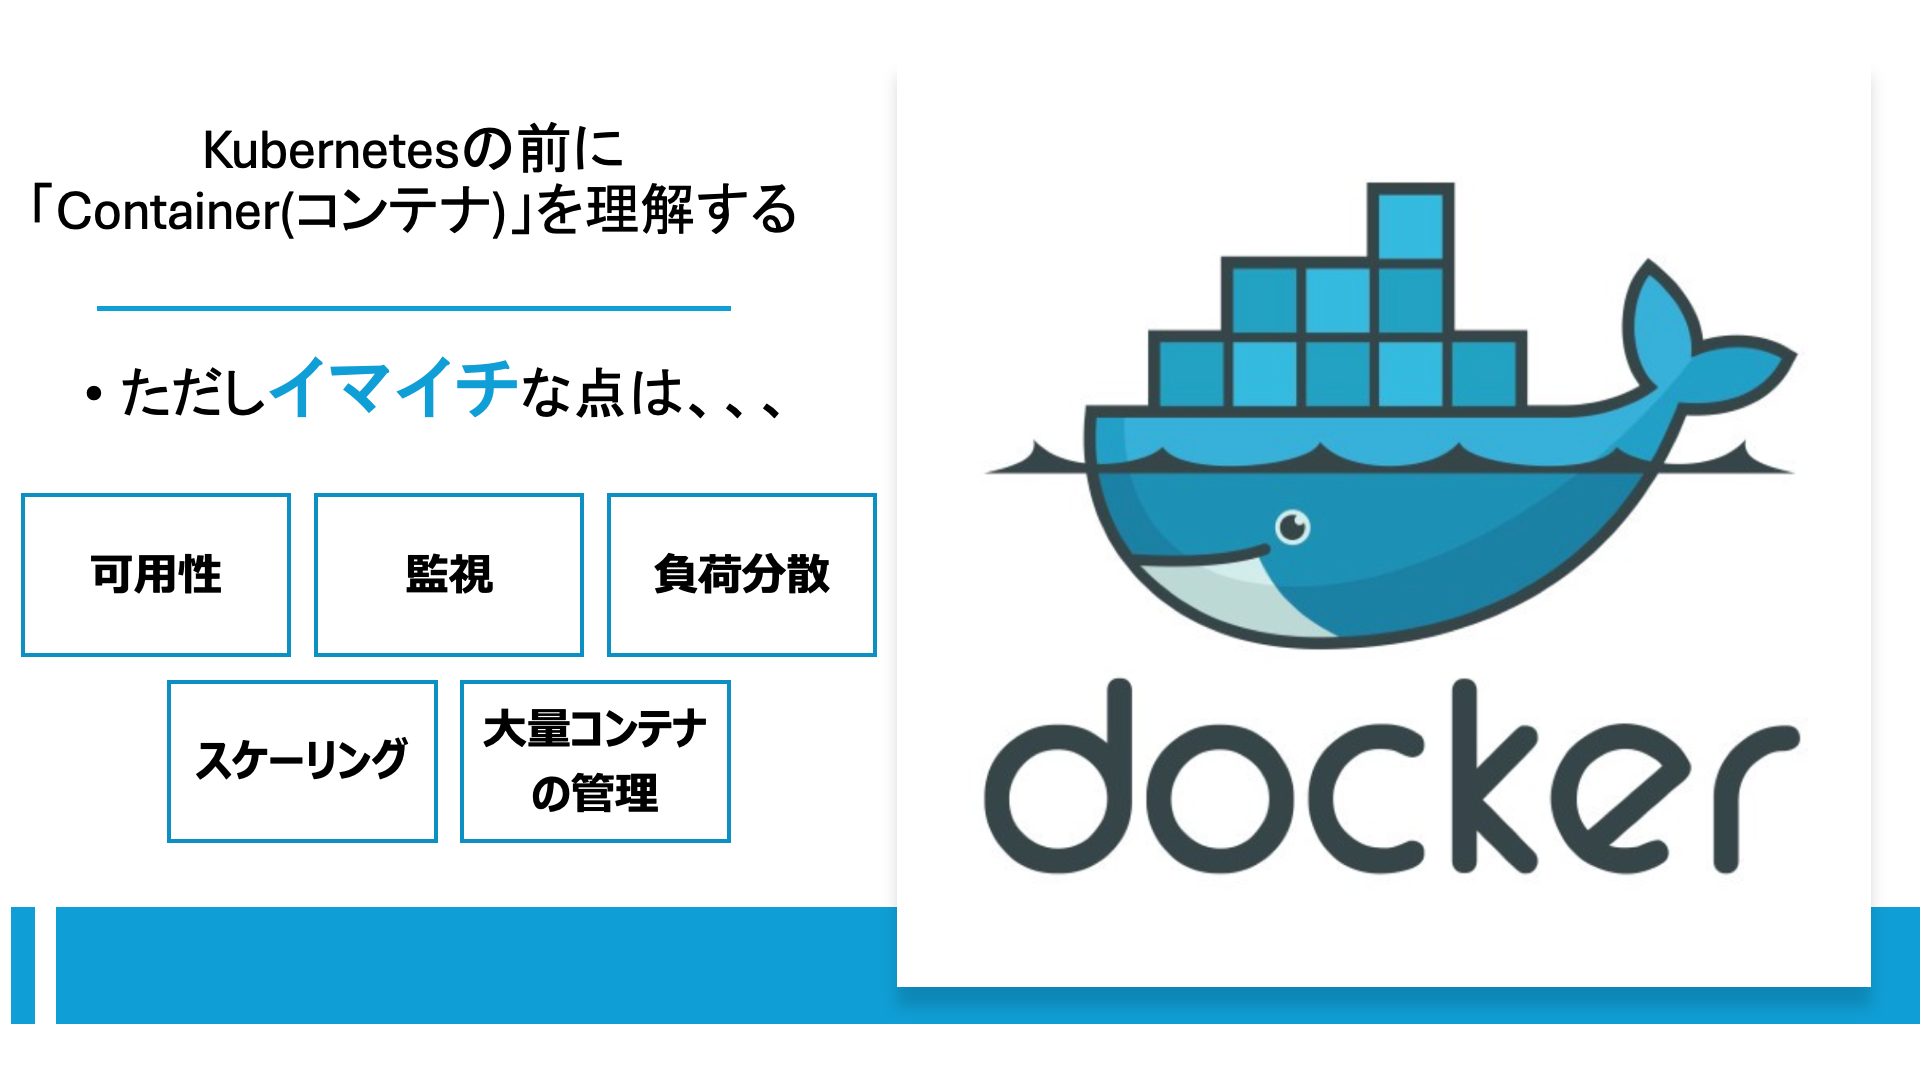 Kubernetesの前に
「Container(コンテナ)」を理解する
• ただしイマイチな点は、、、
可用性
監視
負荷分散
スケーリング
大量コンテナ
の管理
docker